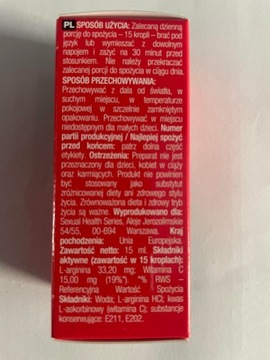 PL SPOSÓB UŻYCIA: Zalecaną dzienną
porcję do spożycia – 15 kropli – brać pod
język lub wymieszać z dowolnym
napojem i zażyć na 30 minut przed
stosunkiem. Nie należy przekraczać
zalecanej porcji do spożycia w ciągu dnia.
SPOSÓB PRZECHOWYWANIA:
Przechowywać z dala od światła, w
suchym miejscu, w temperaturze
pokojowej w szczelnie zamkniętym
opakowaniu. Przechowywać w miejscu
niedostępnym dla małych dzieci. Numer
partii produkcyjnej / Najlepiej spożyć
przed końcem: patrz dolna część
etykiety. Ostrzeżenia: Preparat nie jest
przeznaczony dla dzieci, kobiet
w ciąży oraz karmiących. Produkt nie
powinien być stosowany jako substytut
zróżnicowanej diety ani zdrowego stylu
życia. Zrównoważona dieta i zdrowy tryb
życia są ważne. Wyprodukowano dla:
Sexual Health Series, Aleje Jerozolimskie
54/55, 00-694 Warszawa. Kraj
pochodzenia: Unia Europejska.
Zawartość netto: 15 ml. Składniki
aktywne (zawartość w 15 kroplach):
L-arginina 33,20 mg; Witamina C
15,00 mg (19%*). *% RWS -
Referencyjna Wartość Spożycia
Składniki: Woda; L-arginina HCl; kwas
L-askorbinowy (witamina C); substancje
konserwujące: E211, E202.